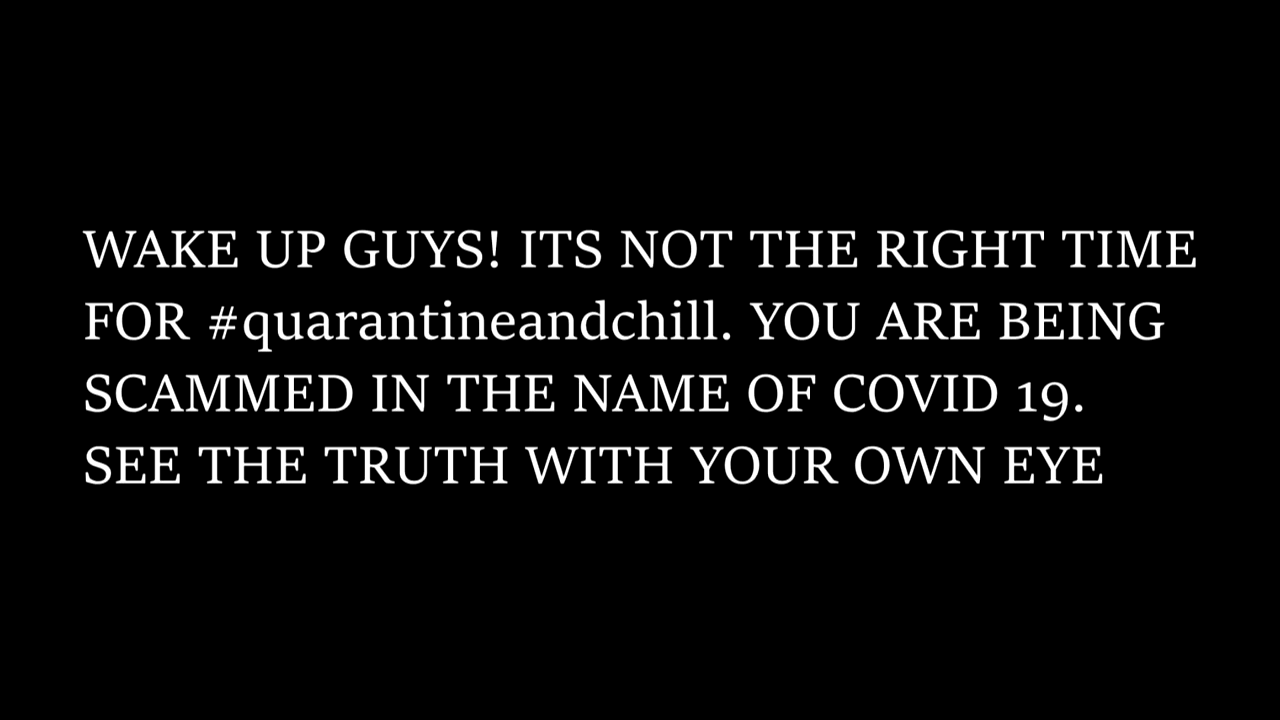 WAKE UP GUYS! ITS NOT THE RIGHT TIME
FOR #quarantineandchill. YOU ARE BEING
SCAMMED IN THE NAME OF COVID 19.
SEE THE TRUTH WITH YOUR OWN EYE